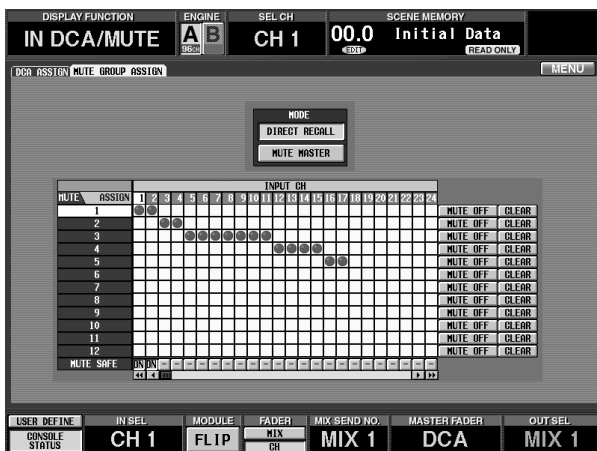 DISPLAY FUNCTION ENGINE SEL CH SCENE MEMORY
IN DCA/MUTE A B 96CH CH 1 00.0 EDIT Initial Data READ ONLY
DCA ASSIGN MUTE GROUP ASSIGN MENU
MODE
DIRECT RECALL
MUTE MASTER
INPUT CH
MUTE ASSIGN 1 2 3 4 5 6 7 8 9 10 11 12 13 14 15 16 17 18 19 20 21 22 23 24
1 MUTE OFF CLEAR
2 MUTE OFF CLEAR
3 MUTE OFF CLEAR
4 MUTE OFF CLEAR
5 MUTE OFF CLEAR
6 MUTE OFF CLEAR
7 MUTE OFF CLEAR
8 MUTE OFF CLEAR
9 MUTE OFF CLEAR
10 MUTE OFF CLEAR
11 MUTE OFF CLEAR
12 MUTE OFF CLEAR
MUTE SAFE ON ON - - - - - - - - - - - - - - - - - - - - - -
USER DEFINE IN SEL MODULE FADER MIX SEND NO. MASTER FADER OUT SEL
CONSOLE STATUS CH 1 FLIP MIX CH MIX 1 DCA MIX 1